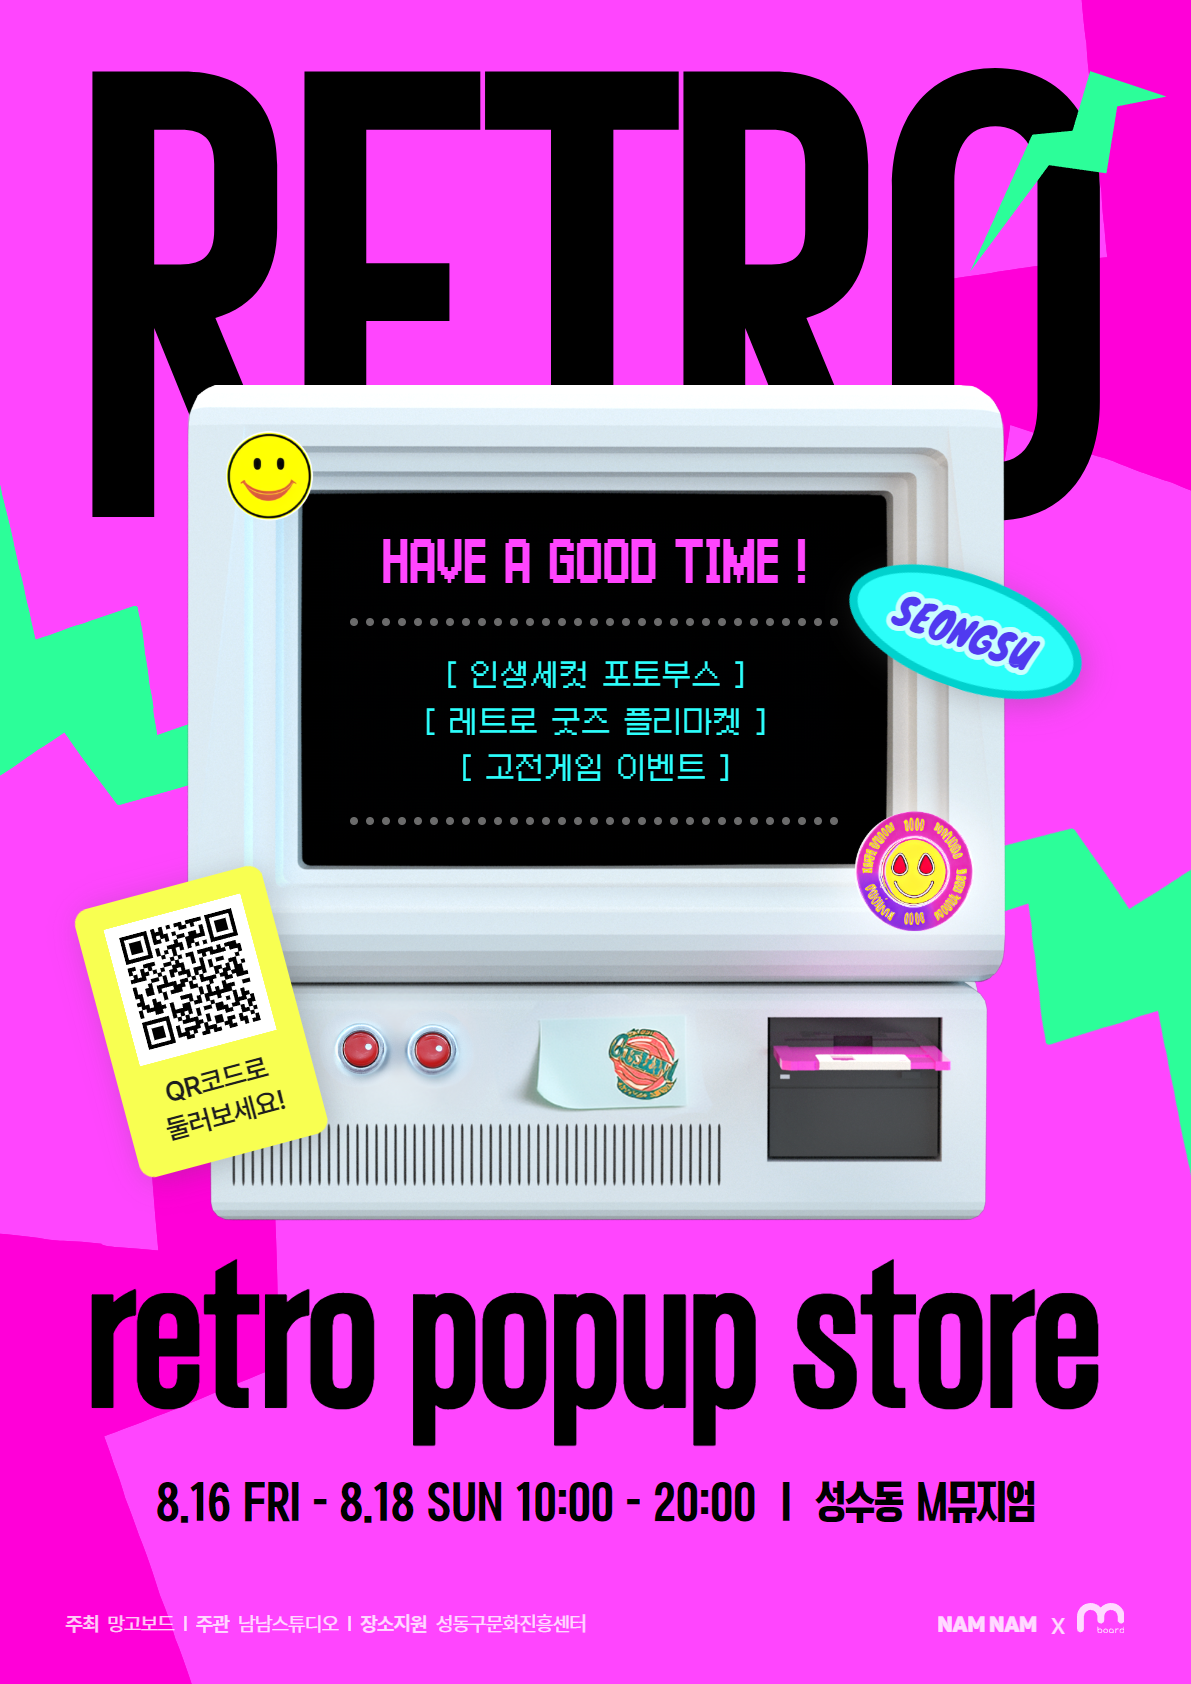 RETRO
HAVE A GOOD TIME !
SEONGSU
[ 인생세컷 포토부스 ]
[ 레트로 굿즈 플리마켓 ]
[ 고전게임 이벤트 ]
QR코드로
둘러보세요!
retro popup store
8.16 FRI - 8.18 SUN 10:00 - 20:00 | 성수동 M뮤지엄
주최 망고보드 | 주관 남남스튜디오 | 장소지원 성동구문화진흥센터
NAM NAM X m board